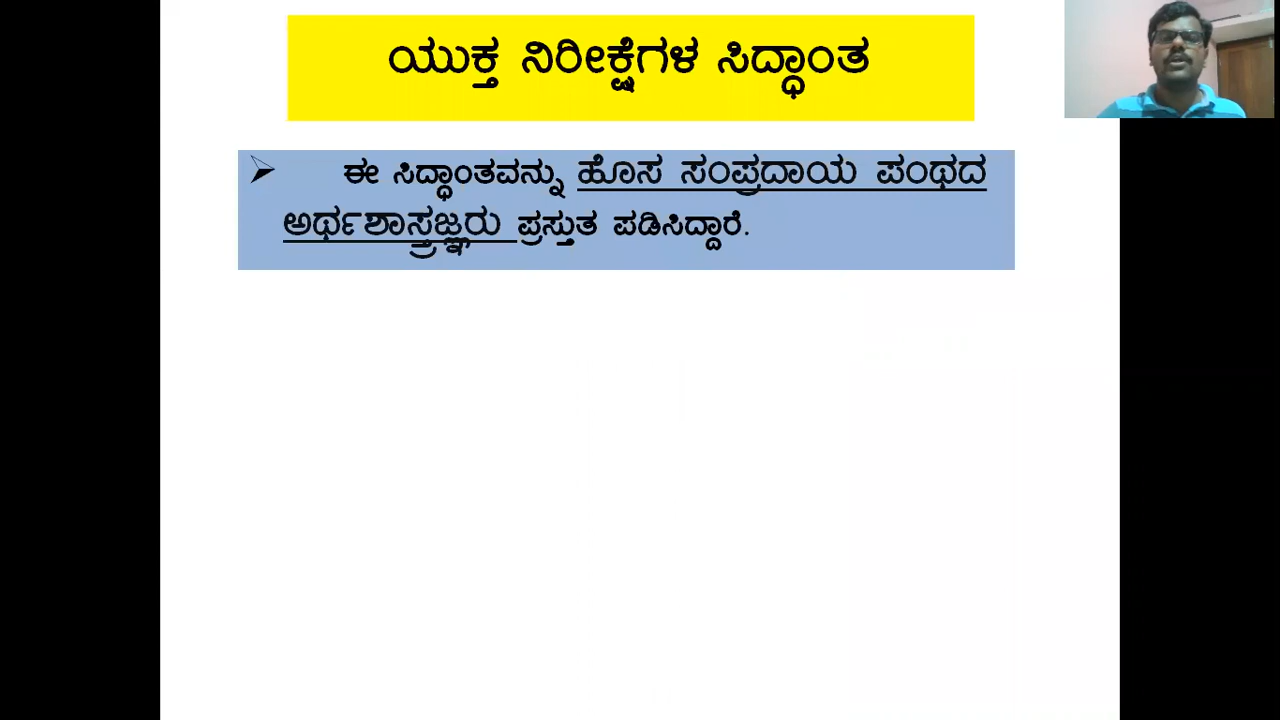 ಯುಕ್ತ ನಿರೀಕ್ಷೆಗಳ ಸಿದ್ಧಾಂತ
ಈ ಸಿದ್ಧಾಂತವನ್ನು ಹೊಸ ಸಂಪ್ರದಾಯ ಪಂಥದ
ಅರ್ಥಶಾಸ್ತ್ರಜ್ಞರು ಪ್ರಸ್ತುತ ಪಡಿಸಿದ್ದಾರೆ.